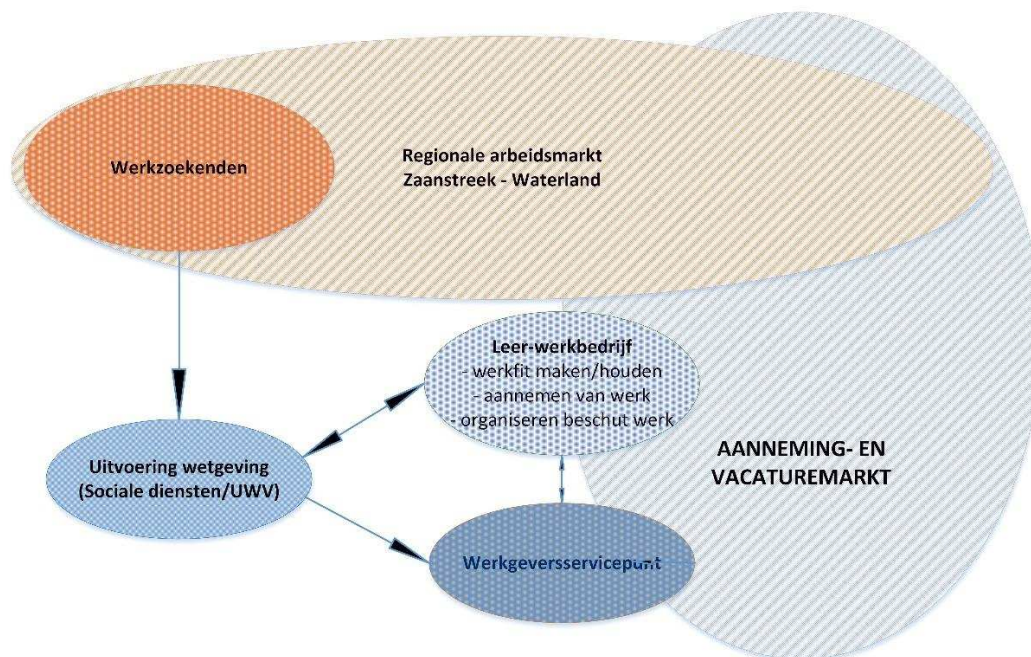 Werkzoekenden
Regionale arbeidsmarkt
Zaanstreek - Waterland
Leer-werkbedrijf
- werkfit maken/houden
- aannemen van werk
- organiseren beschut werk
Uitvoering wetgeving
(Sociale diensten/UWV)
AANNEMING- EN
VACATUREMARKT
Werkgeversservicepunt